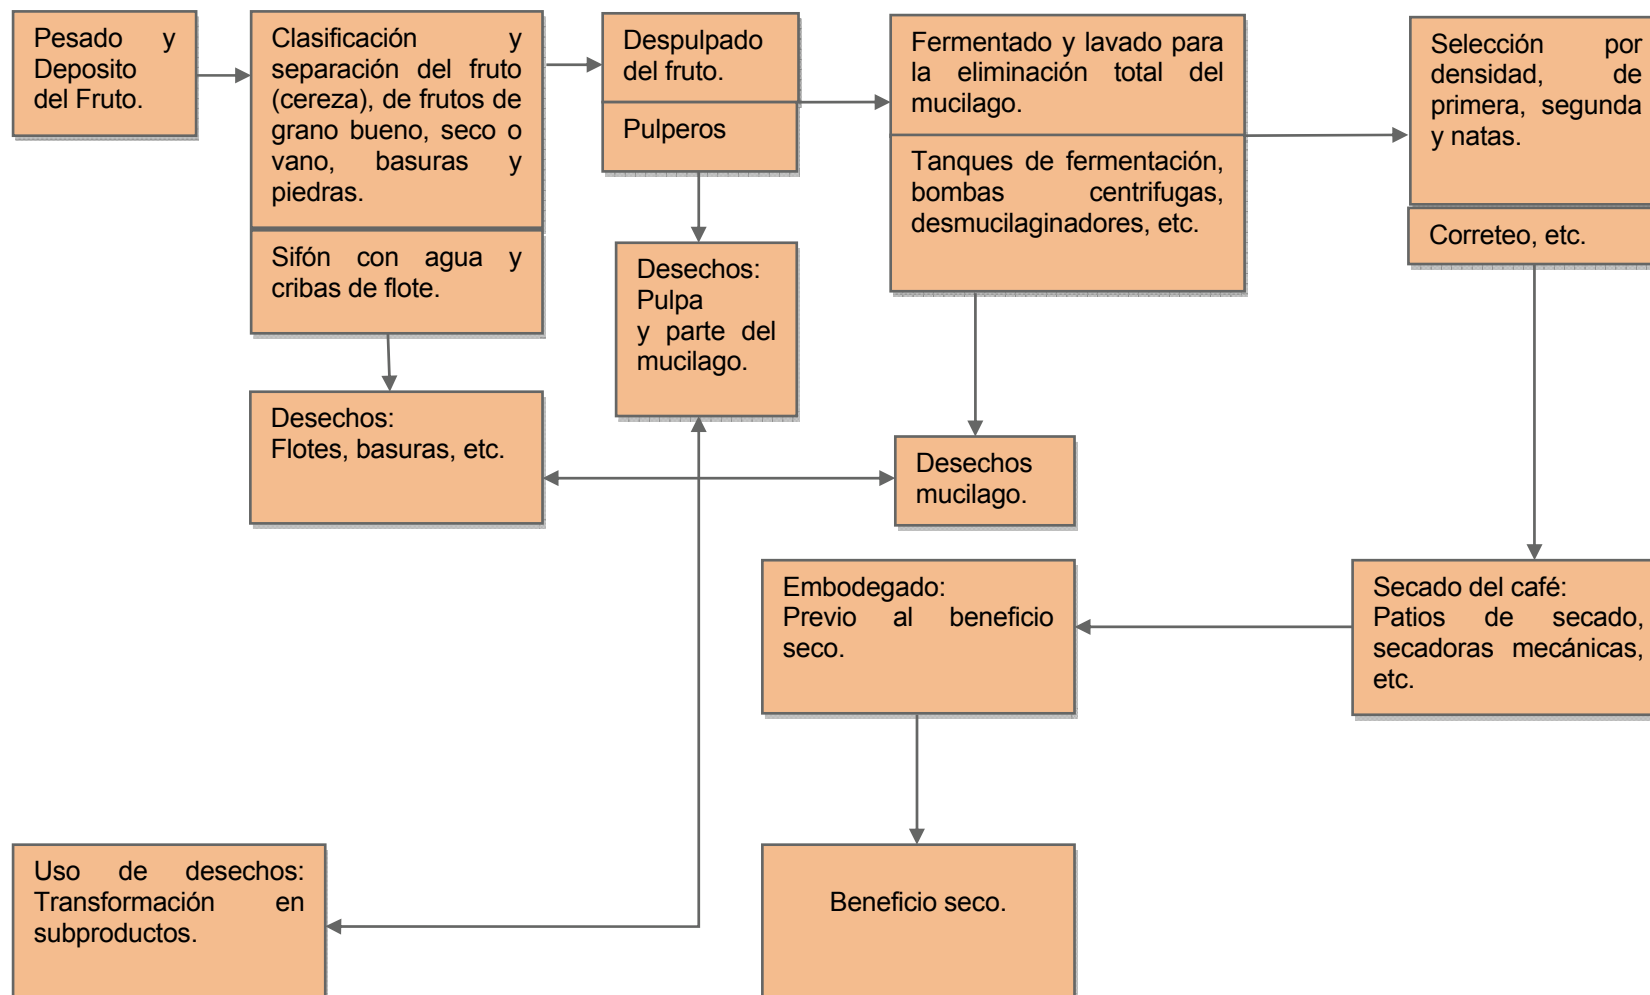 Pesado y
Deposito
del Fruto.
Clasificación y
separación del fruto
(cereza), de frutos de
grano bueno, seco o
vano, basuras y
piedras.
Sifón con agua y
cribas de flote.
Despulpado
del fruto.
Pulperos
Fermentado y lavado para
la eliminación total del
mucilago.
Tanques de fermentación,
bombas centrifugas,
desmucilaginadores, etc.
Selección por
densidad, de
primera, segunda
y natas.
Correteo, etc.
Desechos:
Pulpa
y parte del
mucilago.
Desechos:
Flotes, basuras, etc.
Desechos
mucilago.
Embodegado:
Previo al beneficio
seco.
Secado del café:
Patios de secado,
secadoras mecánicas,
etc.
Uso de desechos:
Transformación en
subproductos.
Beneficio seco.